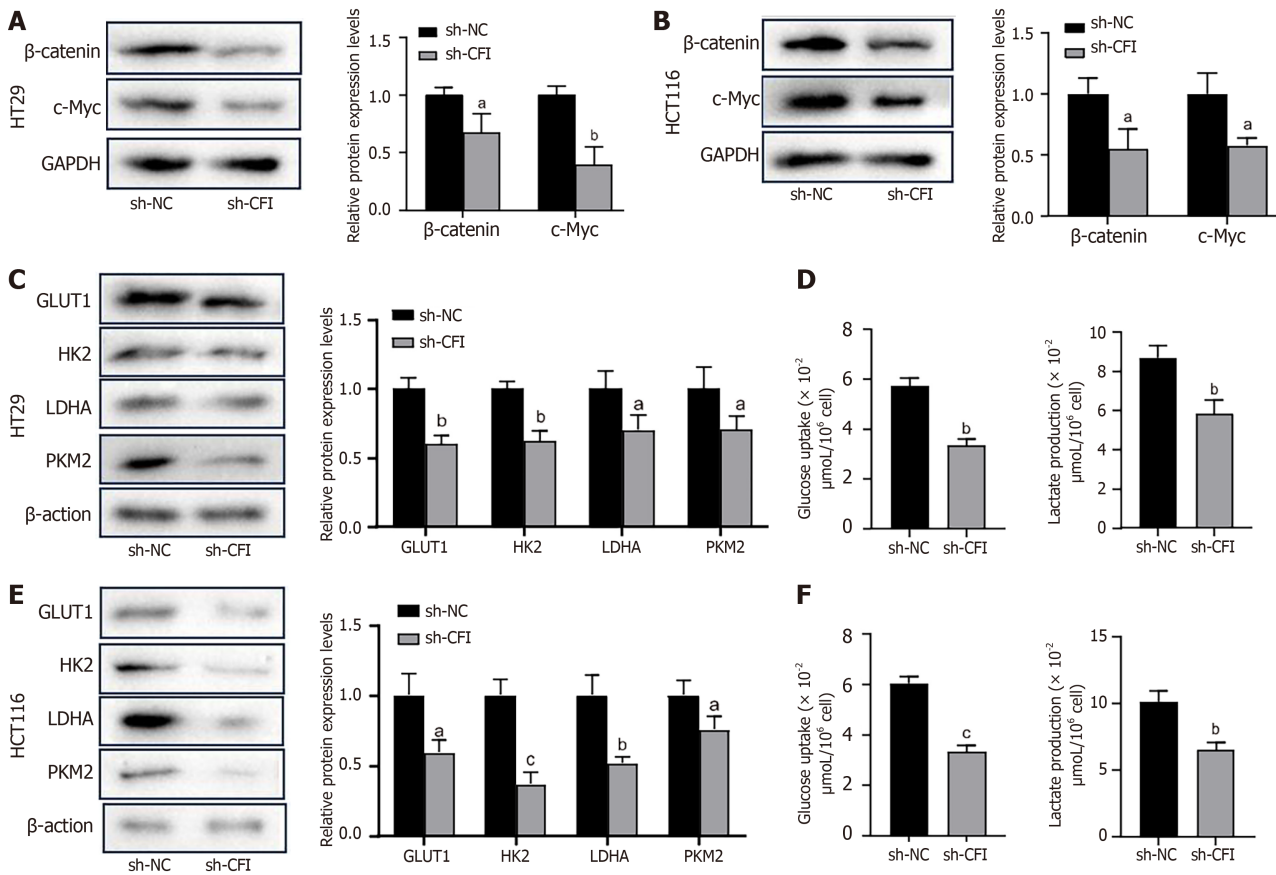 A
HT29
β-catenin
c-Myc
GAPDH
sh-NC sh-CFI
Relative protein expression levels
1.5
1.0
0.5
0.0
sh-NC
sh-CFI
a
b
β-catenin c-Myc
B
HCT116
β-catenin
c-Myc
GAPDH
sh-NC sh-CFI
Relative protein expression levels
1.5
1.0
0.5
0.0
sh-NC
sh-CFI
a
a
β-catenin c-Myc
C
HT29
GLUT1
HK2
LDHA
PKM2
β-action
sh-NC sh-CFI
Relative protein expression levels
1.5
1.0
0.5
0.0
sh-NC
sh-CFI
b
b
a
a
GLUT1 HK2 LDHA PKM2
D
Glucose uptake (× 10⁻²
μmoL/10⁶ cell)
8
6
4
2
0
b
sh-NC sh-CFI
Lactate production (× 10⁻²
μmoL/10⁶ cell)
10
8
6
4
2
0
b
sh-NC sh-CFI
E
HCT116
GLUT1
HK2
LDHA
PKM2
β-action
sh-NC sh-CFI
Relative protein expression levels
1.5
1.0
0.5
0.0
sh-NC
sh-CFI
a
c
b
a
GLUT1 HK2 LDHA PKM2
F
Glucose uptake (× 10⁻²
μmoL/10⁶ cell)
8
6
4
2
0
c
sh-NC sh-CFI
Lactate production (× 10⁻²
μmoL/10⁶ cell)
15
10
5
0
b
sh-NC sh-CFI